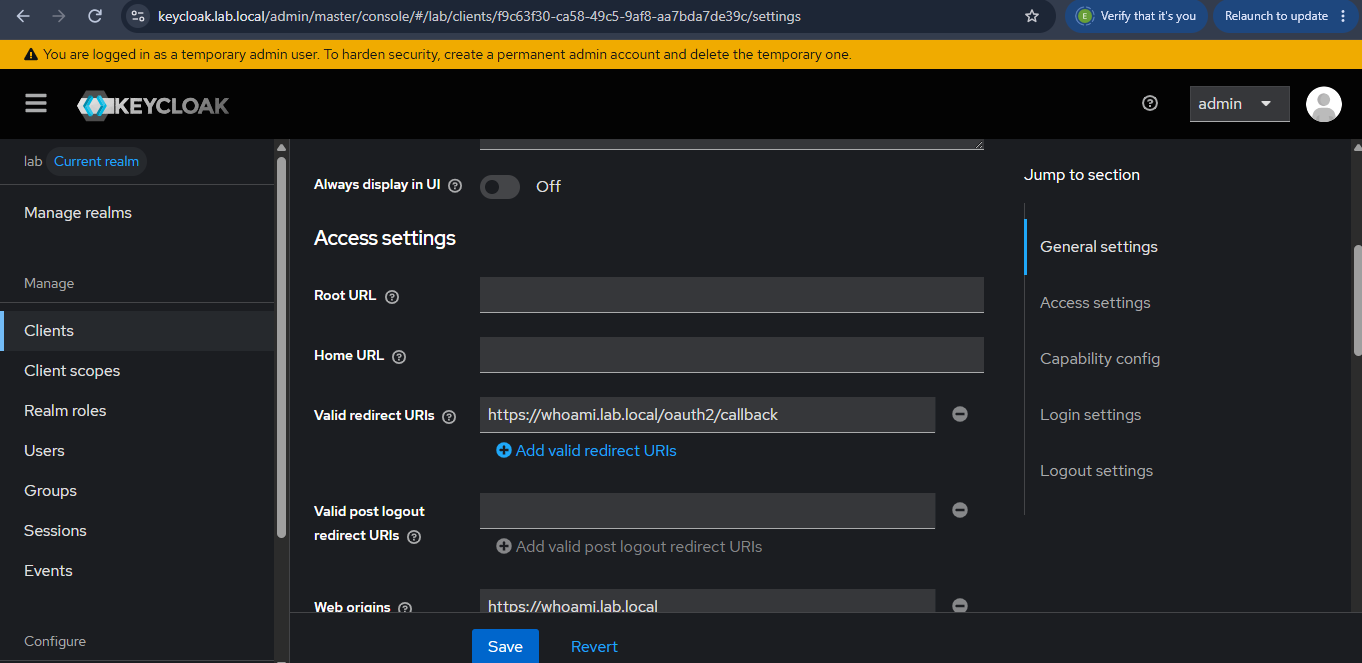 keycloak.lab.local/admin/master/console/#/lab/clients/f9c63f30-ca58-49c5-9af8-aa7bda7de39c/settings
E Verify that it's you
Relaunch to update
You are logged in as a temporary admin user. To harden security, create a permanent admin account and delete the temporary one.
KEYCLOAK
admin
lab Current realm
Manage realms
Manage
Clients
Client scopes
Realm roles
Users
Groups
Sessions
Events
Configure
Always display in UI
Off
Access settings
Root URL
Home URL
Valid redirect URIs
https://whoami.lab.local/oauth2/callback
Add valid redirect URIs
Valid post logout
redirect URIs
Add valid post logout redirect URIs
Web origins
https://whoami.lab.local
Save
Revert
Jump to section
General settings
Access settings
Capability config
Login settings
Logout settings